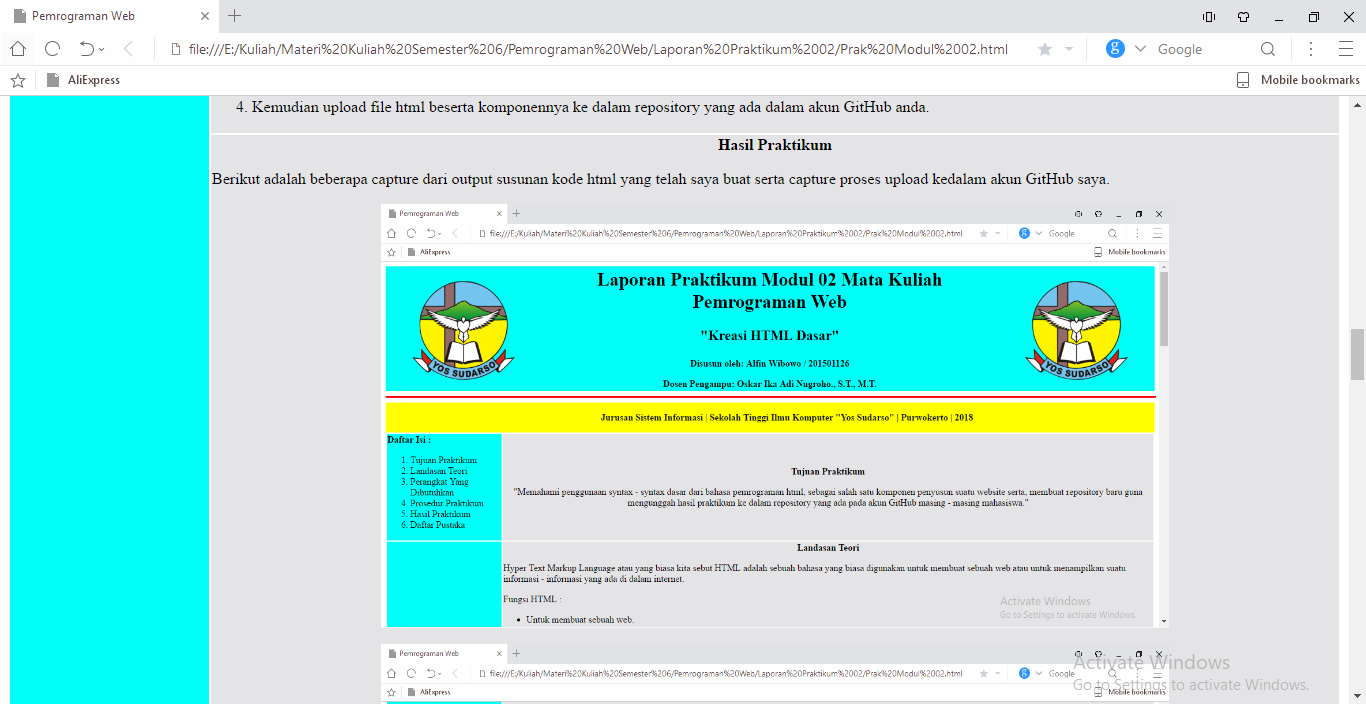 Pemrograman Web
file:///E:/Kuliah/Materi%20Kuliah%20Semester%206/Pemrograman%20Web/Laporan%20Praktikum%2002/Prak%20Modul%2002.html
Google
AliExpress
Mobile bookmarks
4. Kemudian upload file html beserta komponennya ke dalam repository yang ada dalam akun GitHub anda.
Hasil Praktikum
Berikut adalah beberapa capture dari output susunan kode html yang telah saya buat serta capture proses upload kedalam akun GitHub saya.
Pemrograman Web
file:///E:/Kuliah/Materi%20Kuliah%20Semester%206/Pemrograman%20Web/Laporan%20Praktikum%2002/Prak%20Modul%2002.html
Google
AliExpress
Mobile bookmarks
Laporan Praktikum Modul 02 Mata Kuliah
Pemrograman Web
"Kreasi HTML Dasar"
Disusun oleh: Alfin Wibowo / 201501126
Dosen Pengampu: Oskar Ika Adi Nugroho., S.T., M.T.
YOS SUDARSO
YOS SUDARSO
Jurusan Sistem Informasi | Sekolah Tinggi Ilmu Komputer "Yos Sudarso" | Purwokerto | 2018
Daftar Isi :
1. Tujuan Praktikum
2. Landasan Teori
3. Perangkat Yang
Dibutuhkan
4. Prosedur Praktikum
5. Hasil Praktikum
6. Daftar Pustaka
Tujuan Praktikum
"Memahami penggunaan syntax - syntax dasar dari bahasa pemrograman html, sebagai salah satu komponen penyusun suatu website serta, membuat repository baru guna
mengunggah hasil praktikum ke dalam repository yang ada pada akun GitHub masing - masing mahasiswa."
Landasan Teori
Hyper Text Markup Language atau yang biasa kita sebut HTML adalah sebuah bahasa yang biasa digunakan untuk membuat sebuah web atau untuk menampilkan suatu
informasi - informasi yang ada di dalam internet.
Fungsi HTML :
• Untuk membuat sebuah web.
Activate Windows
Go to Settings to activate Windows.
Pemrograman Web
file:///E:/Kuliah/Materi%20Kuliah%20Semester%206/Pemrograman%20Web/Laporan%20Praktikum%2002/Prak%20Modul%2002.html
Google
AliExpress
Mobile bookmarks
Activate Windows
Go to Settings to activate Windows.